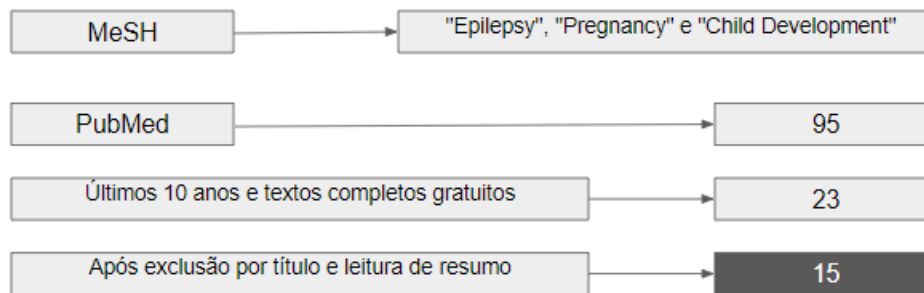 MeSH
"Epilepsy", "Pregnancy" e "Child Development"
PubMed
95
Últimos 10 anos e textos completos gratuitos
23
Após exclusão por título e leitura de resumo
15